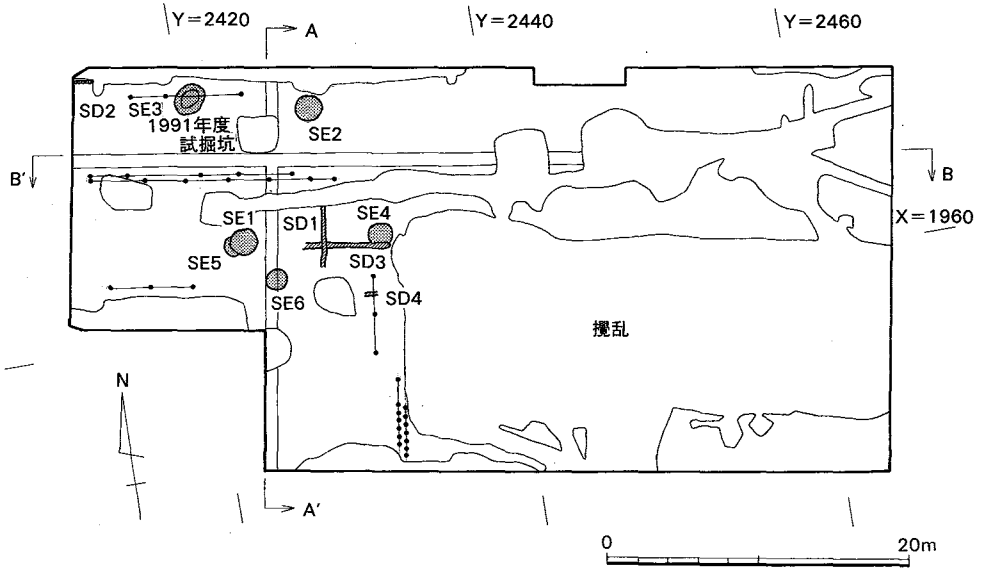 Y=2420
A
Y=2440
Y=2460
SD2
SE3
1991年度
試掘坑
SE2
B'
B
SE1
SD1
SE4
X=1960
SE5
SD3
SE6
SD4
攪乱
N
A'
0
20m